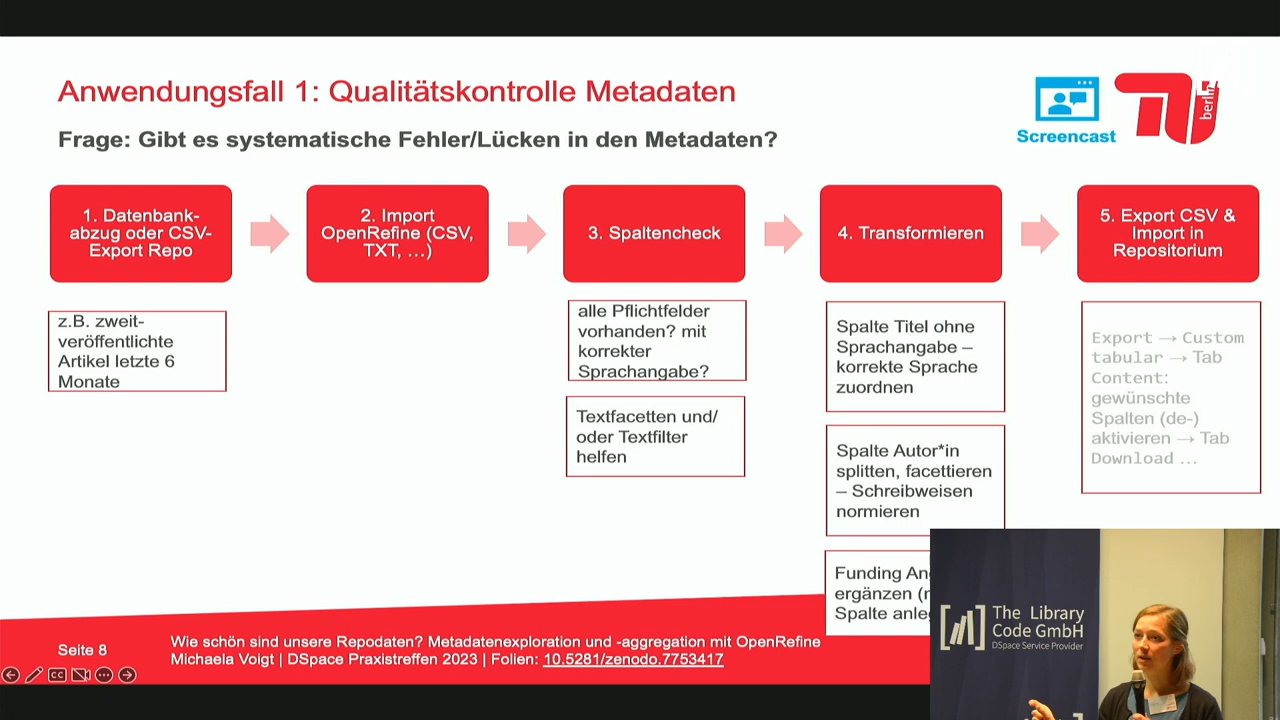 Anwendungsfall 1: Qualitätskontrolle Metadaten
Frage: Gibt es systematische Fehler/Lücken in den Metadaten?
Screencast
berlin
1. Datenbank-
abzug oder CSV-
Export Repo
2. Import
OpenRefine (CSV,
TXT, …)
3. Spaltencheck
4. Transformieren
5. Export CSV &
Import in
Repositorium
z.B. zweit-
veröffentlichte
Artikel letzte 6
Monate
alle Pflichtfelder
vorhanden? mit
korrekter
Sprachangabe?
Textfacetten und/
oder Textfilter
helfen
Spalte Titel ohne
Sprachangabe –
korrekte Sprache
zuordnen
Spalte Autor*in
splitten, facettieren
– Schreibweisen
normieren
Funding
ergänzen
Spalte
Export → Custom
tabular → Tab
Content:
gewünschte
Spalten (de-)
aktivieren → Tab
Download …
Seite 8
Wie schön sind unsere Repodaten? Metadatenexploration und -aggregation mit OpenRefine
Michaela Voigt | DSpace Praxistreffen 2023 | Folien: 10.5281/zenodo.7753417
CC
The Library
Code GmbH
DSpace Service Provider